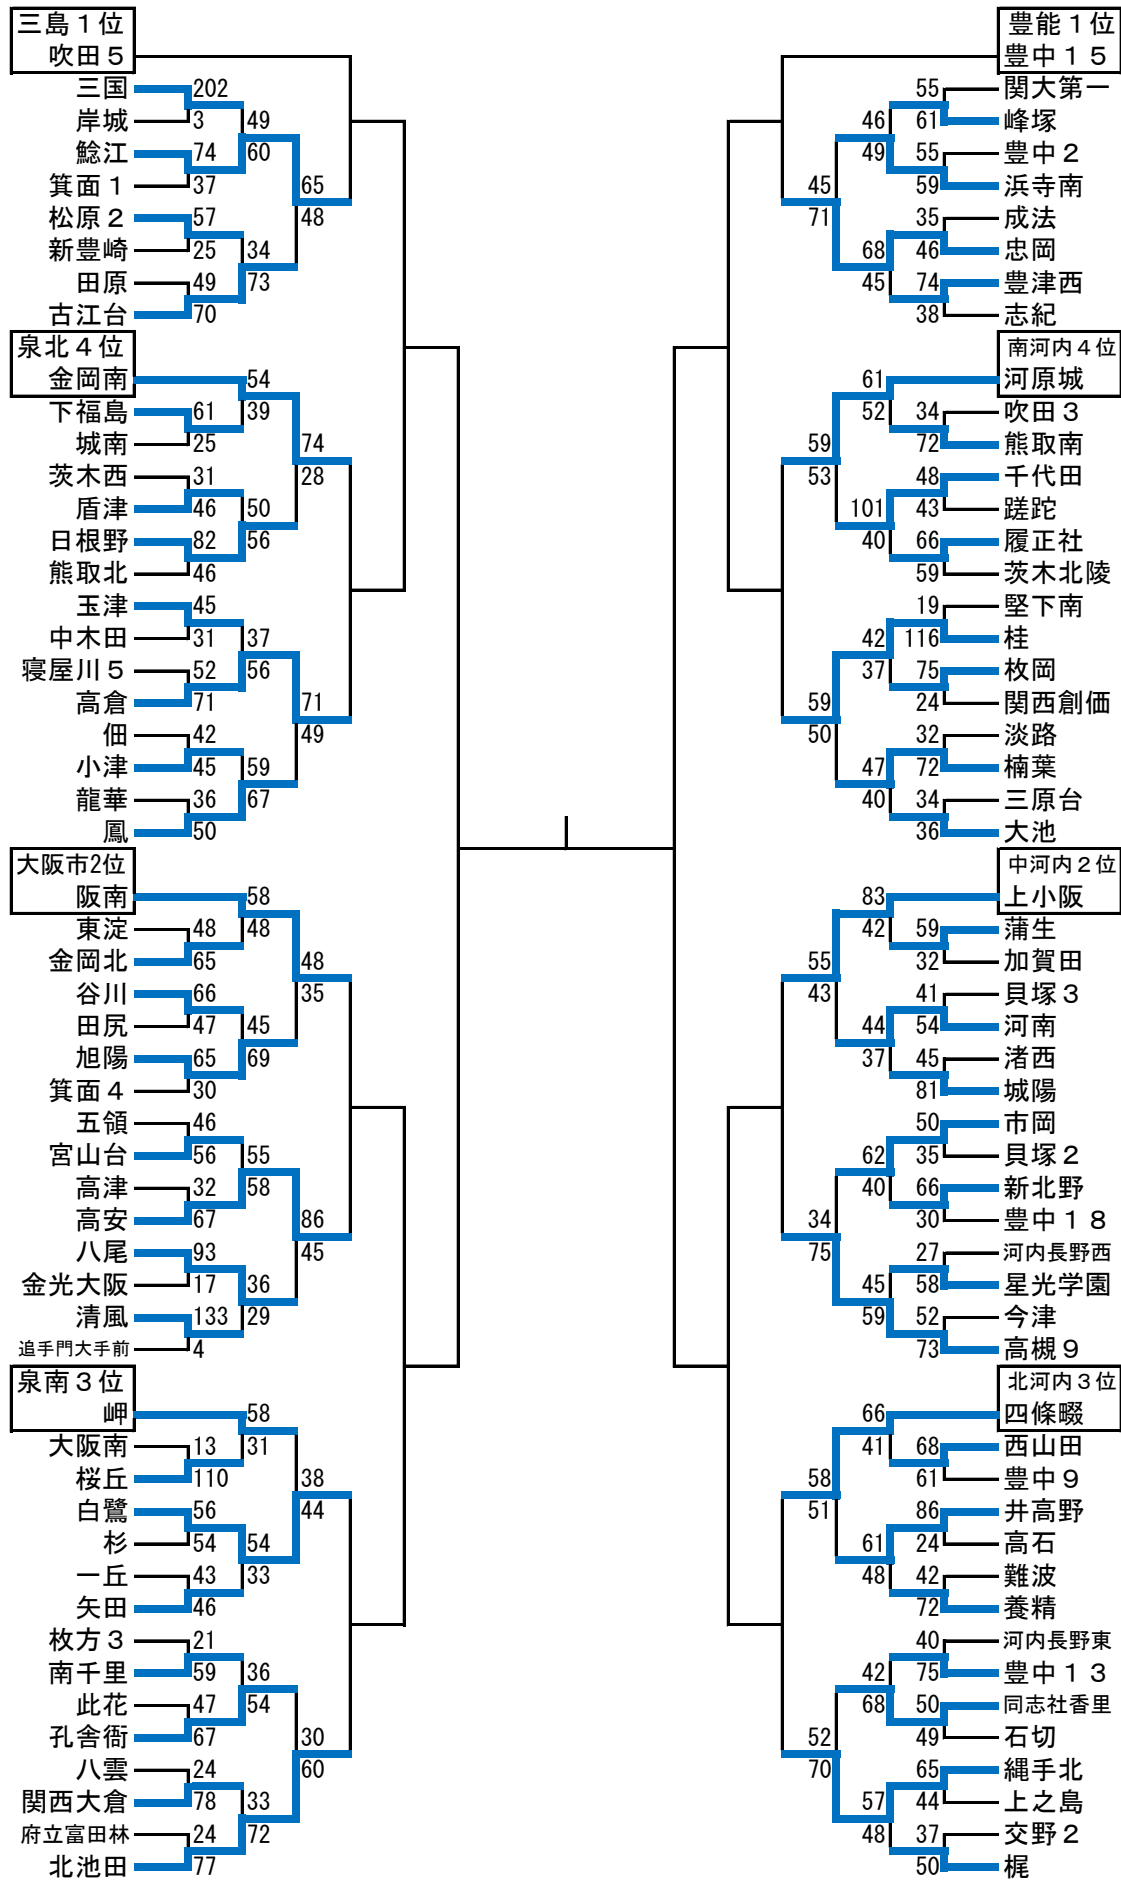 三島１位
吹田５
三国 202
岸城 3
49
鯰江 74
60
箕面１ 37
65
松原２ 57
48
新豊崎 25
34
田原 49
73
古江台 70
泉北４位
金岡南 54
下福島 61
39
城南 25
74
茨木西 31
28
盾津 46
50
日根野 82
56
熊取北 46
玉津 45
中木田 31
37
寝屋川５ 52
56
高倉 71
71
佃 42
49
小津 45
59
龍華 36
67
鳳 50
大阪市2位
阪南 58
東淀 48
48
金岡北 65
48
谷川 66
35
田尻 47
45
旭陽 65
69
箕面４ 30
五領 46
宮山台 56
55
高津 32
58
高安 67
86
八尾 93
45
金光大阪 17
36
清風 133
29
追手門大手前 4
泉南３位
岬 58
大阪南 13
31
桜丘 110
38
白鷺 56
44
杉 54
54
一丘 43
33
矢田 46
枚方３ 21
南千里 59
36
此花 47
54
孔舎衙 67
30
八雲 24
60
関西大倉 78
33
府立富田林 24
72
北池田 77
豊能１位
豊中１５
55 関大第一
46
61 峰塚
49
55 豊中２
59 浜寺南
45
71
35 成法
68
46 忠岡
45
74 豊津西
38 志紀
南河内４位
61 河原城
52
34 吹田３
72 熊取南
59
53
48 千代田
101
43 蹉跎
40
66 履正社
59 茨木北陵
19 堅下南
42
116 桂
37
75 枚岡
24 関西創価
59
50
32 淡路
47
72 楠葉
40
34 三原台
36 大池
中河内２位
83 上小阪
42
59 蒲生
32 加賀田
55
43
41 貝塚３
44
54 河南
37
45 渚西
81 城陽
50 市岡
62
35 貝塚２
40
66 新北野
30 豊中１８
34
75
27 河内長野西
45
58 星光学園
59
52 今津
73 高槻９
北河内３位
66 四條畷
41
68 西山田
61 豊中９
58
51
86 井高野
61
24 高石
48
42 難波
72 養精
40 河内長野東
42
75 豊中１３
68
50 同志社香里
49 石切
52
70
65 縄手北
57
44 上之島
48
37 交野２
50 梶